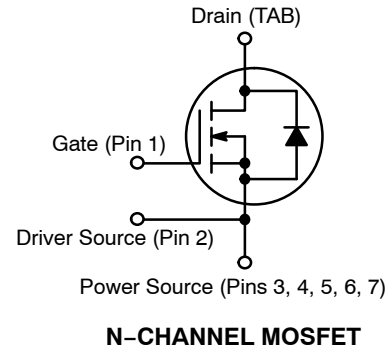 Drain (TAB)
Gate (Pin 1)
Driver Source (Pin 2)
Power Source (Pins 3, 4, 5, 6, 7)
N−CHANNEL MOSFET